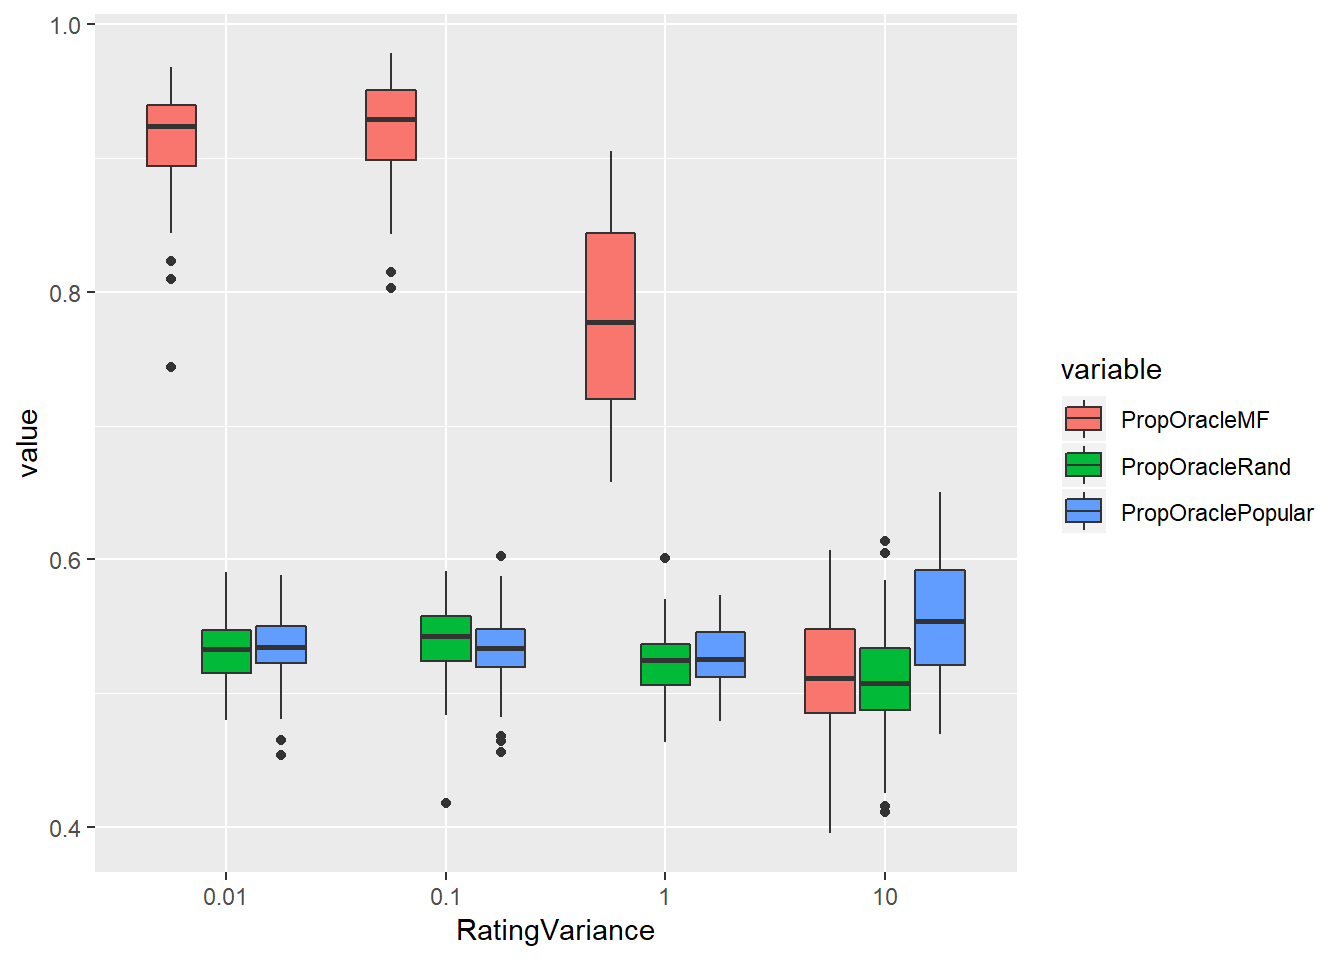 1.0
0.8
0.6
0.4
value
0.01
0.1
1
10
RatingVariance
variable
PropOracleMF
PropOracleRand
PropOraclePopular